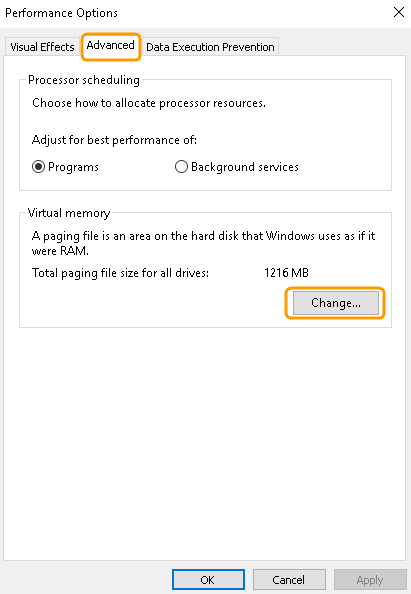 Performance Options
Visual Effects Advanced Data Execution Prevention
Processor scheduling
Choose how to allocate processor resources.
Adjust for best performance of:
Programs Background services
Virtual memory
A paging file is an area on the hard disk that Windows uses as if it
were RAM.
Total paging file size for all drives: 1216 MB
Change...
OK Cancel Apply